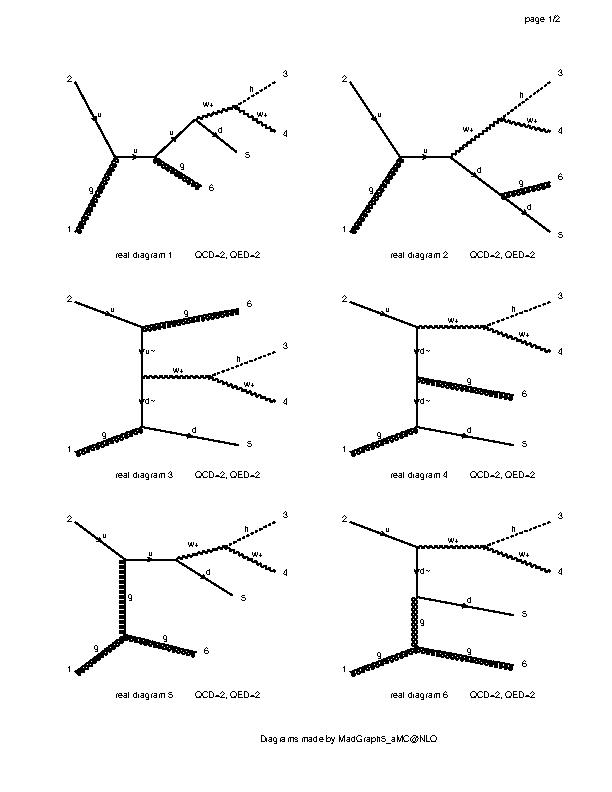 page 1/2
2 u g 1 u u g 6 w+ d 5 h 3 w+ 4
real diagram 1 QCD=2, QED=2
2 u g 1 u w+ h 3 w+ 4 d g 6 d 5
real diagram 2 QCD=2, QED=2
2 u g 6 u~ w+ h 3 w+ 4 d~ g 1 d 5
real diagram 3 QCD=2, QED=2
2 u w+ h 3 w+ 4 d~ g 6 d~ g 1 d 5
real diagram 4 QCD=2, QED=2
2 u u w+ h 3 w+ 4 d 5 g g 1 g 6
real diagram 5 QCD=2, QED=2
2 u w+ h 3 w+ 4 d~ d 5 g g 1 g 6
real diagram 6 QCD=2, QED=2
Diagrams made by MadGraph5_aMC@NLO